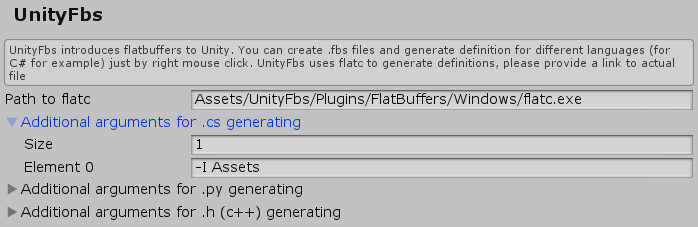 UnityFbs
UnityFbs introduces flatbuffers to Unity. You can create .fbs files and generate definition for different languages (for
C# for example) just by right mouse click. UnityFbs uses flatc to generate definitions, please provide a link to actual
file
Path to flatc Assets/UnityFbs/Plugins/FlatBuffers/Windows/flatc.exe
Additional arguments for .cs generating
Size 1
Element 0 -I Assets
Additional arguments for .py generating
Additional arguments for .h (c++) generating